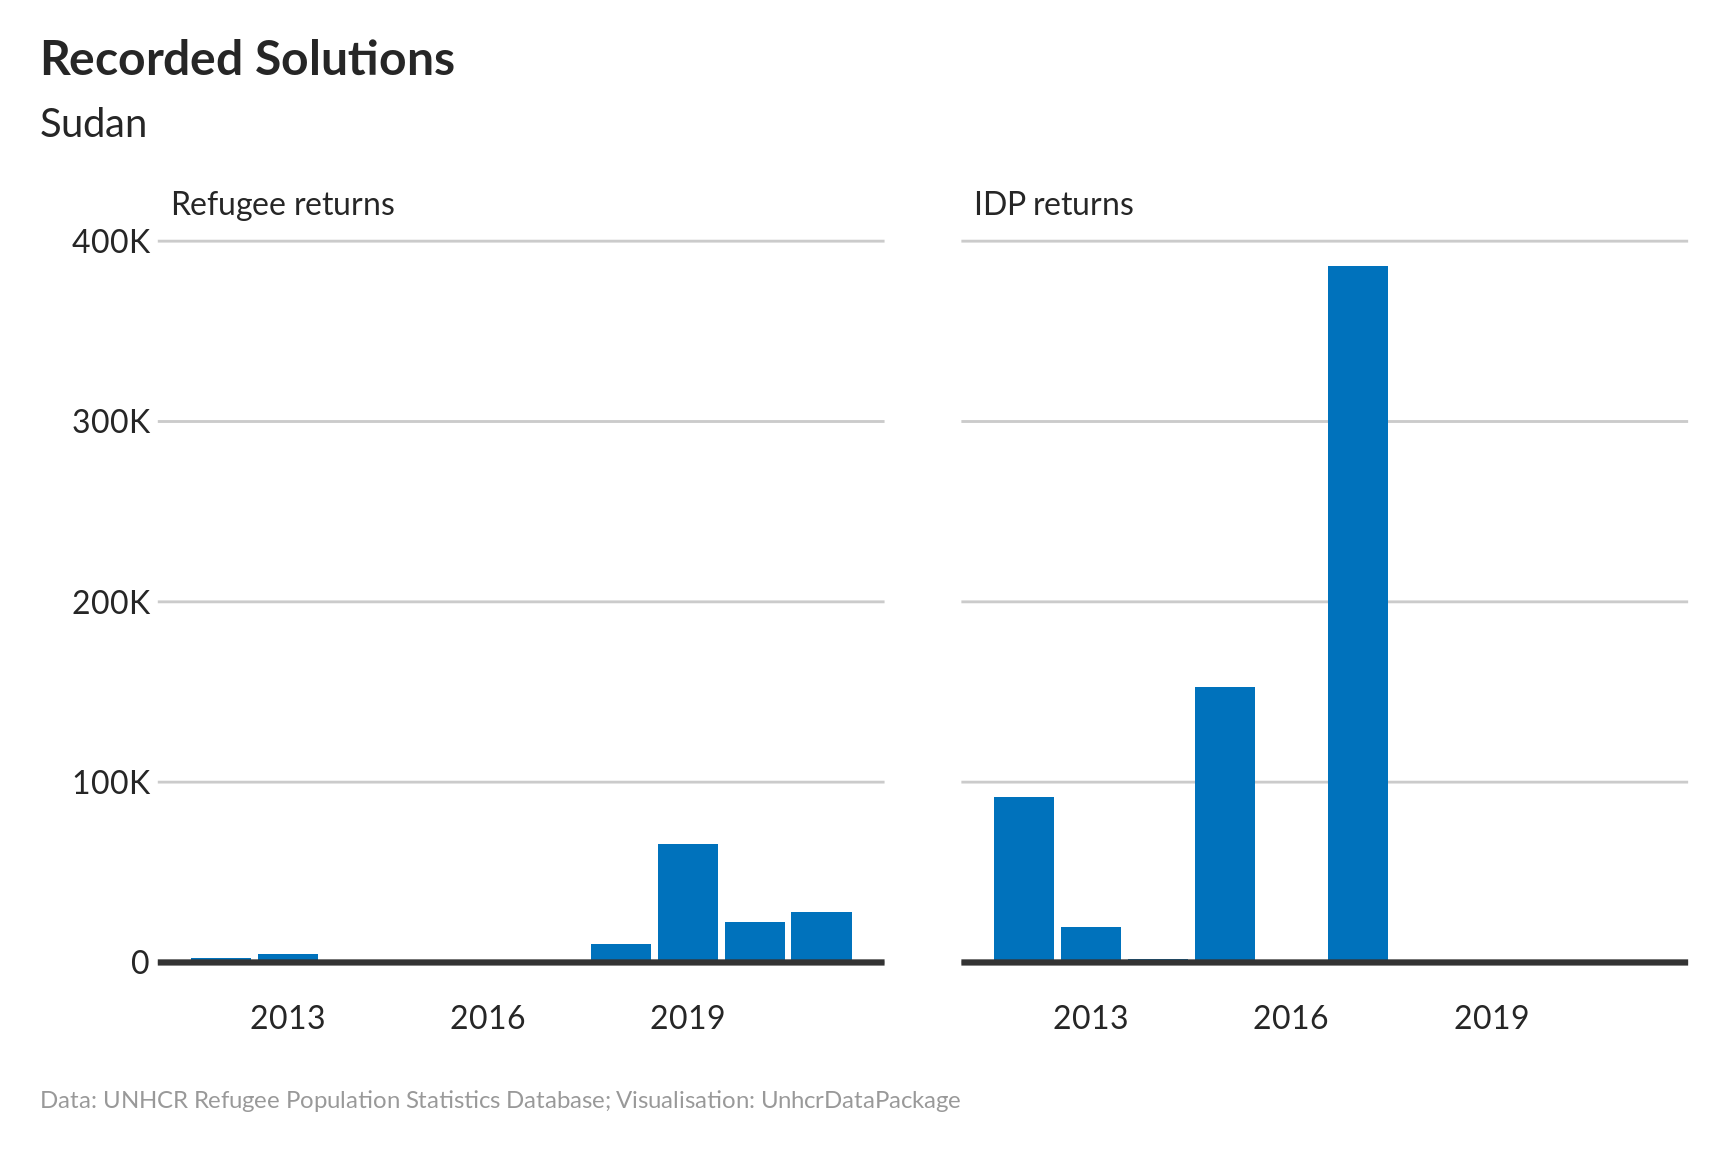 Recorded Solutions
Sudan
Refugee returns
IDP returns
400K
300K
200K
100K
0
2013 2016 2019
2013 2016 2019
Data: UNHCR Refugee Population Statistics Database; Visualisation: UnhcrDataPackage